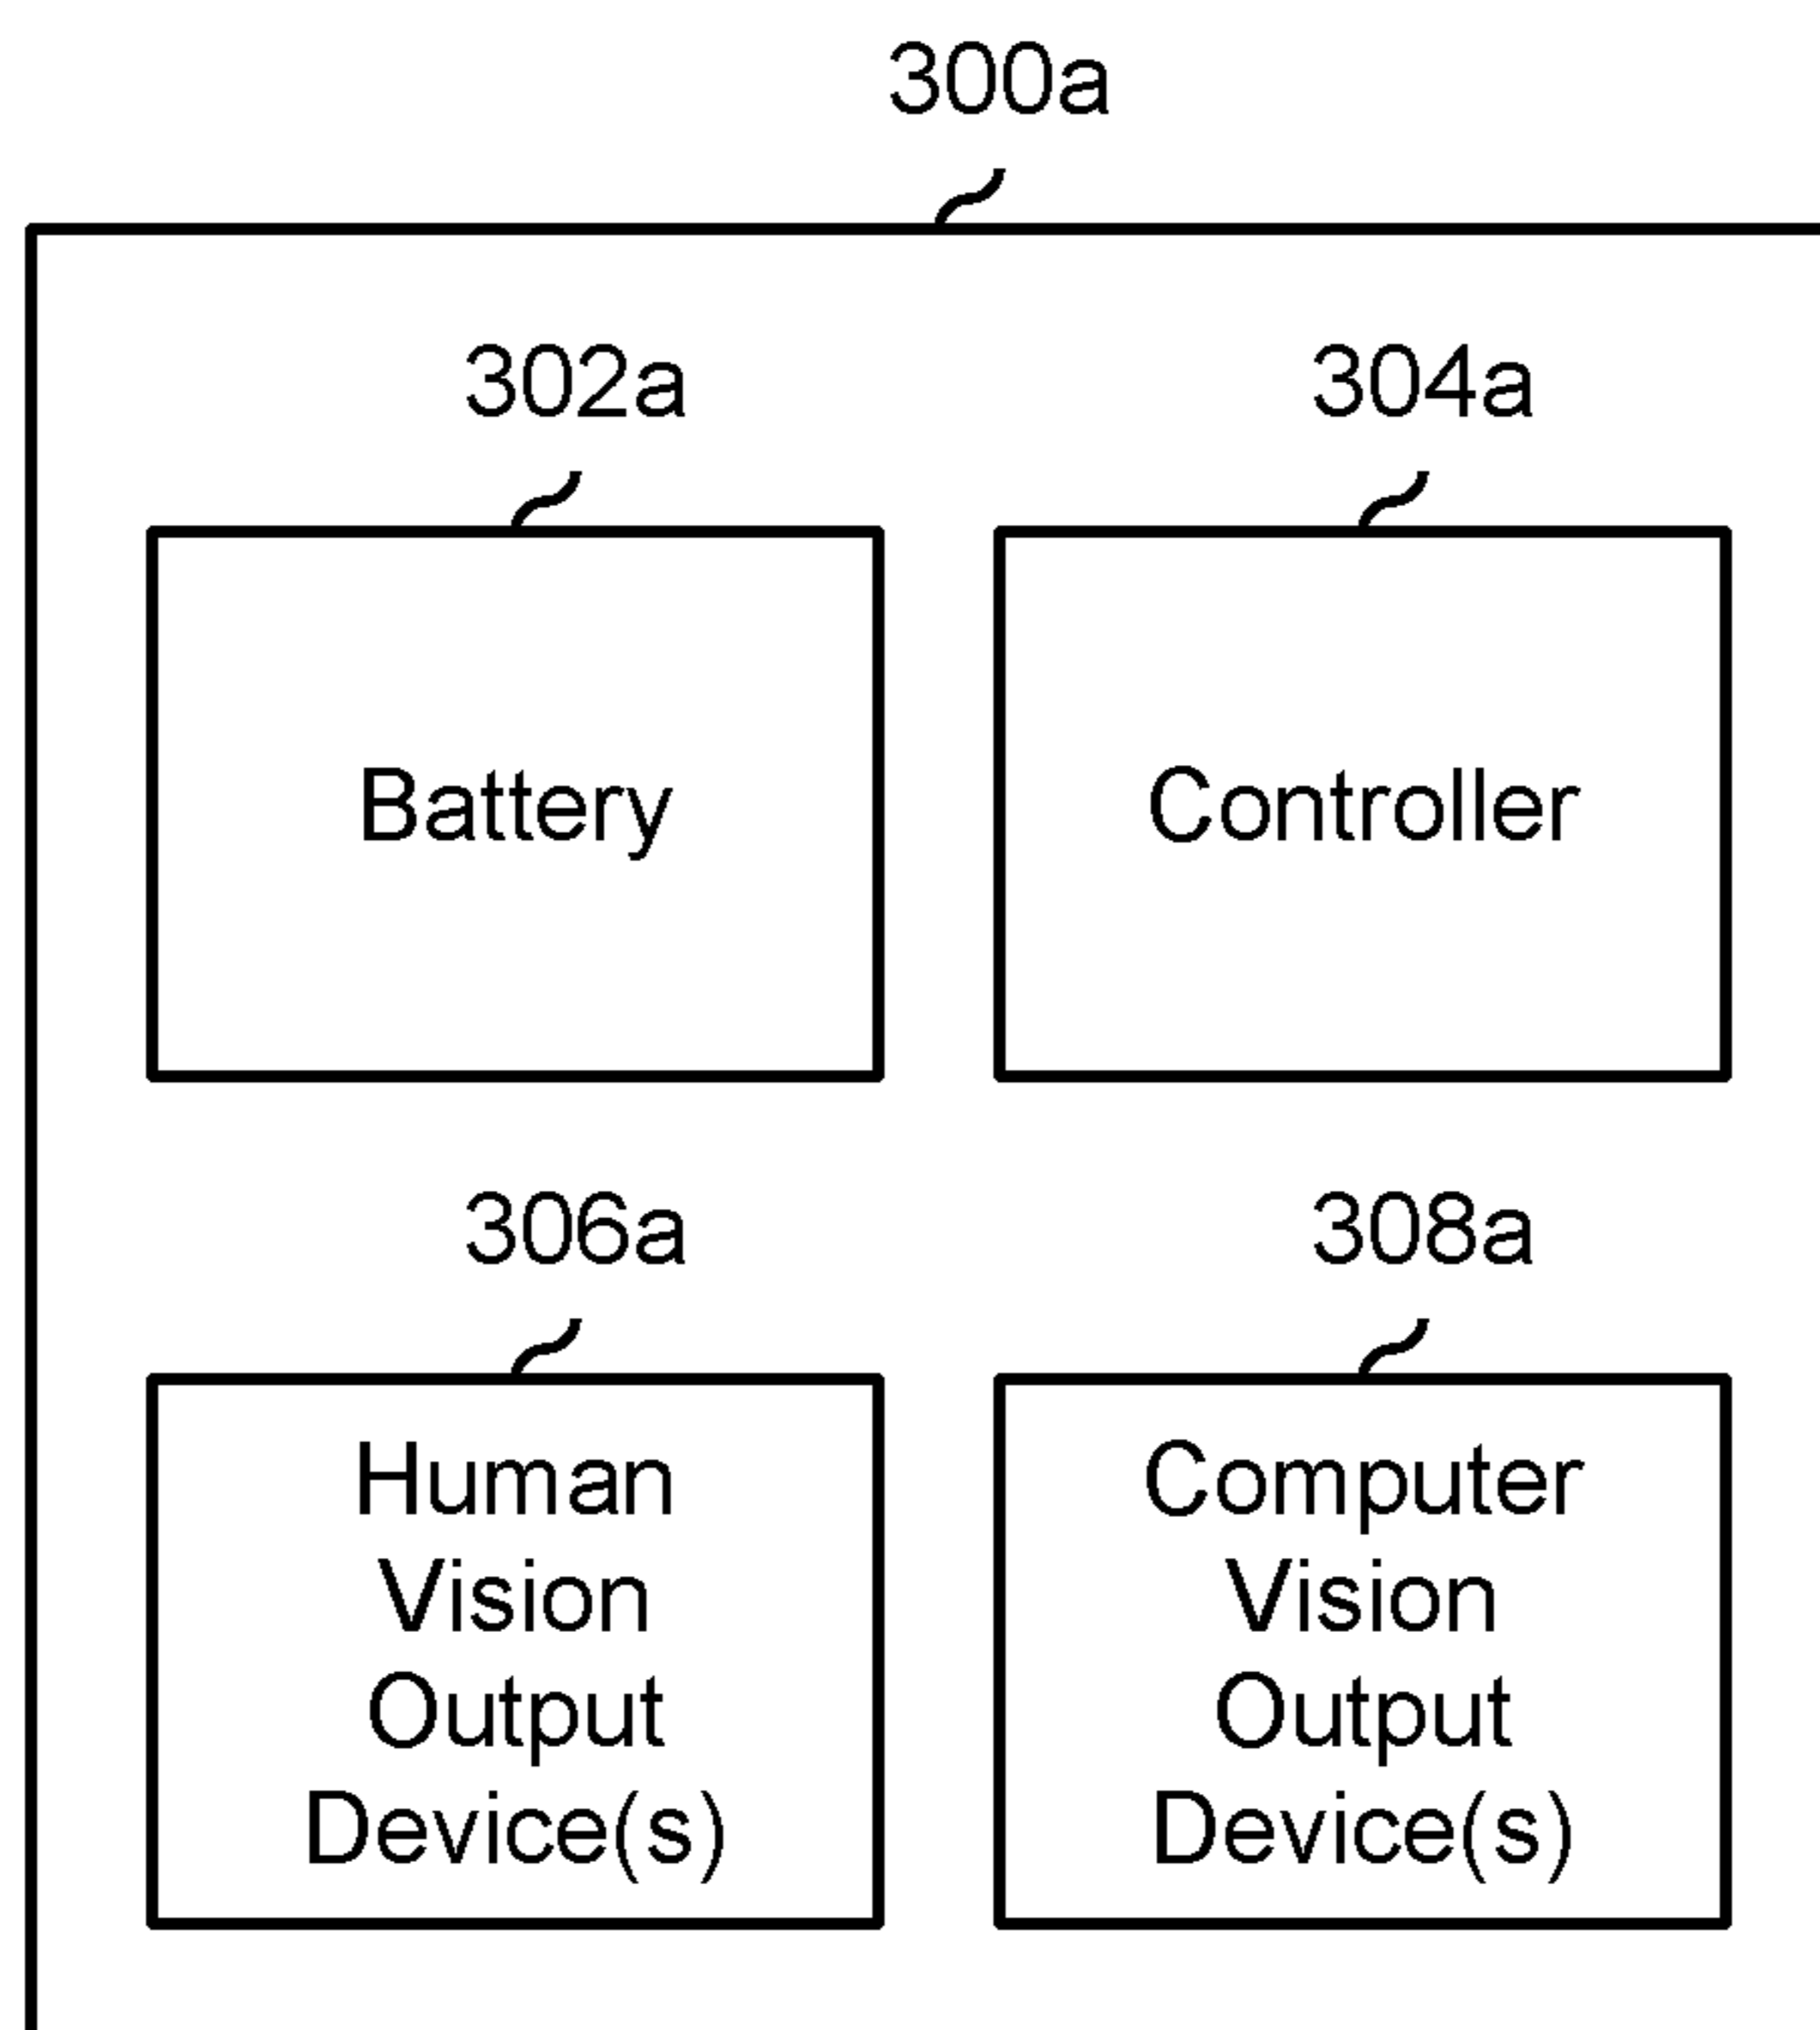 300a
302a 304a
Battery Controller
306a 308a
Human
Vision
Output
Device(s)
Computer
Vision
Output
Device(s)